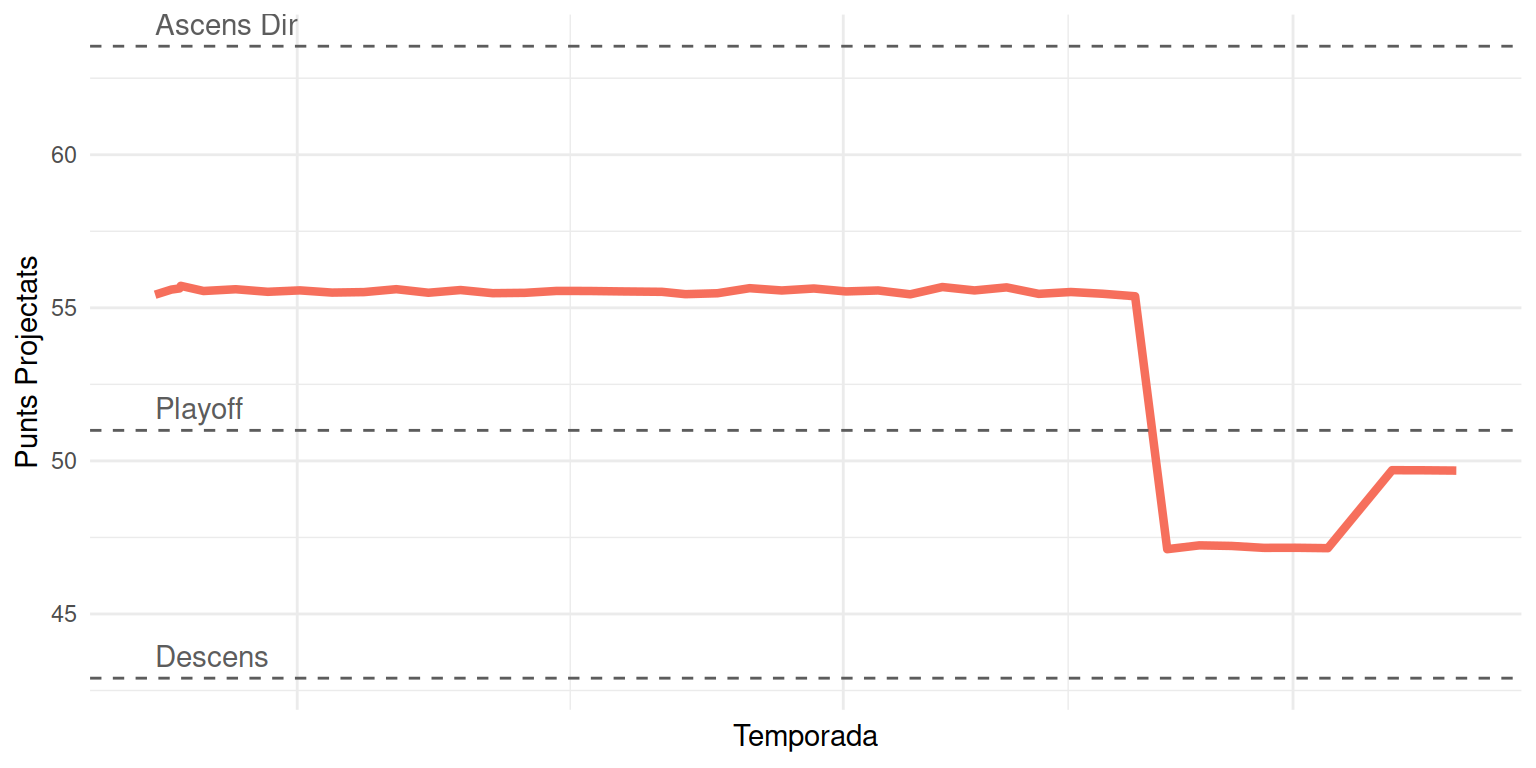 Ascens Dir
60
55
Playoff
50
45
Descens
Punts Projectats
Temporada